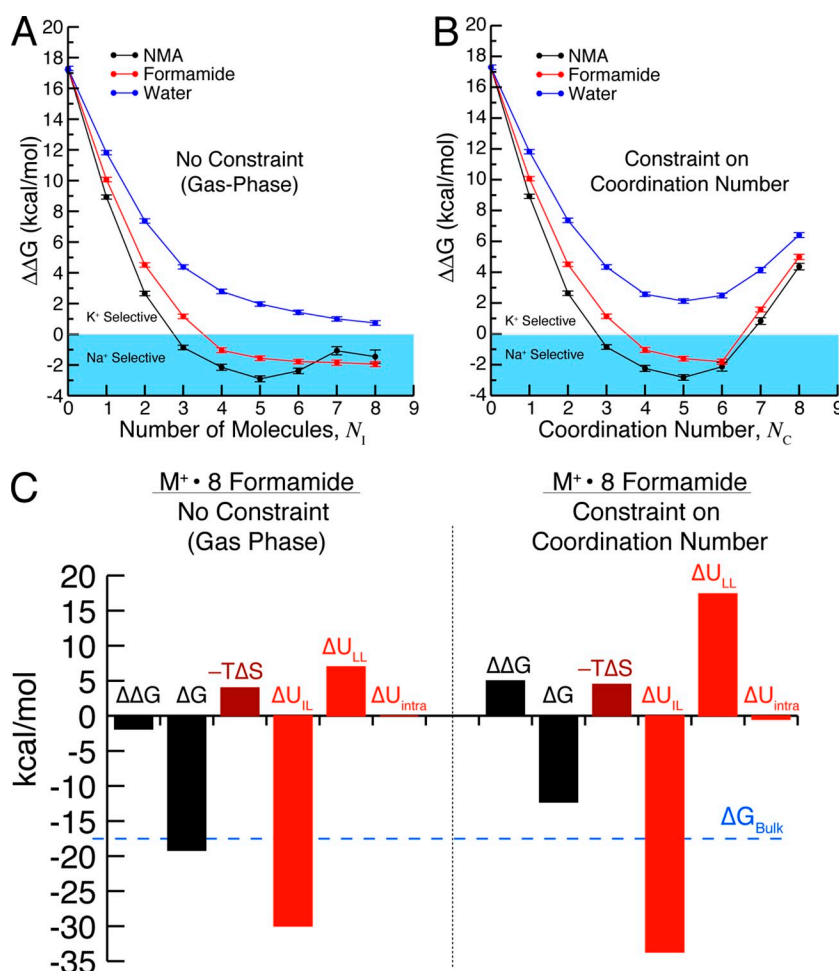 A
NMA
Formamide
Water
No Constraint
(Gas-Phase)
ΔΔG (kcal/mol)
18
16
14
12
10
8
6
4
2
0
-2
-4
K⁺ Selective
Na⁺ Selective
0 1 2 3 4 5 6 7 8 9
Number of Molecules, N_I
B
NMA
Formamide
Water
Constraint on
Coordination Number
ΔΔG (kcal/mol)
18
16
14
12
10
8
6
4
2
0
-2
-4
K⁺ Selective
Na⁺ Selective
0 1 2 3 4 5 6 7 8 9
Coordination Number, N_C
C
M⁺ • 8 Formamide
No Constraint
(Gas Phase)
M⁺ • 8 Formamide
Constraint on
Coordination Number
kcal/mol
20
15
10
5
0
-5
-10
-15
-20
-25
-30
-35
ΔΔG
ΔG
–TΔS
ΔU_IL
ΔU_LL
ΔU_intra
ΔΔG
ΔG
–TΔS
ΔU_IL
ΔU_LL
ΔU_intra
ΔG_Bulk